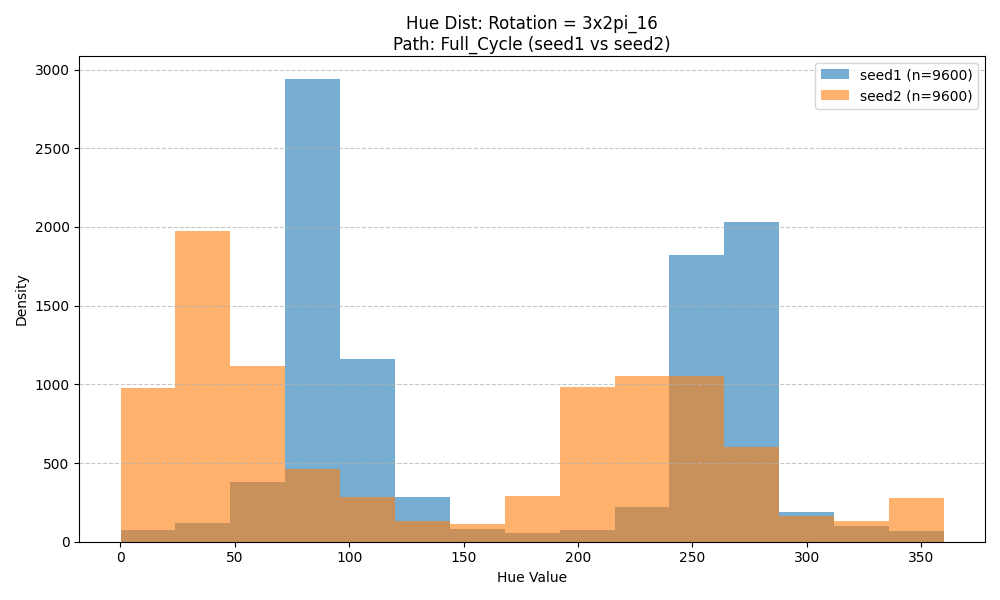 Hue Dist: Rotation = 3x2pi_16
Path: Full_Cycle (seed1 vs seed2)
seed1 (n=9600)
seed2 (n=9600)
Density
3000
2500
2000
1500
1000
500
0
0 50 100 150 200 250 300 350
Hue Value